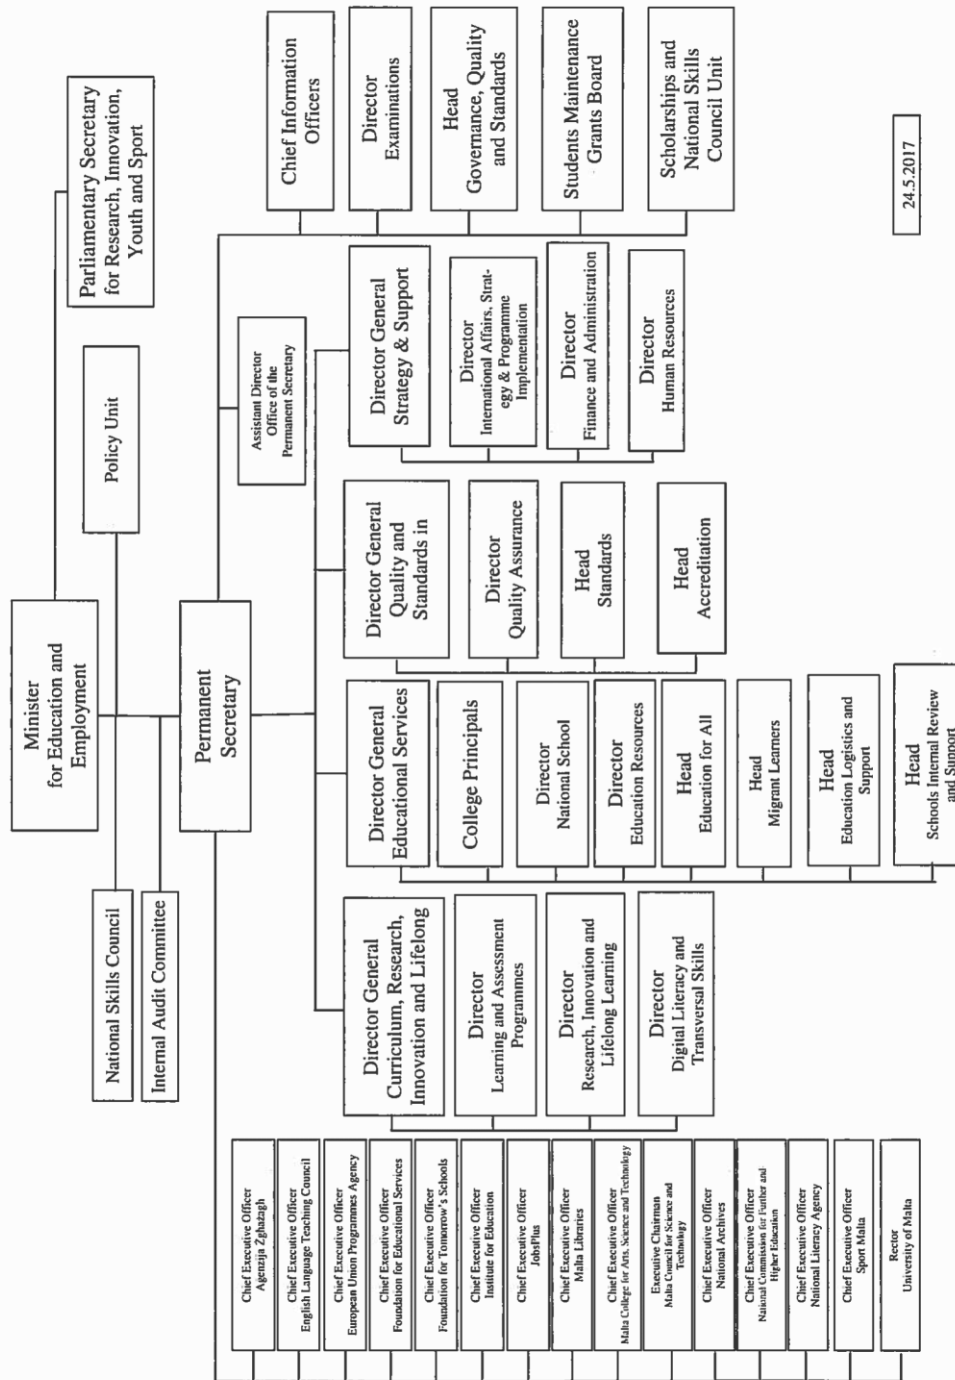 Minister
for Education and
Employment
Parliamentary Secretary
for Research, Innovation,
Youth and Sport
Policy Unit
National Skills Council
Internal Audit Committee
Permanent
Secretary
Assistant Director
Office of the
Permanent Secretary
Chief Information
Officers
Director
Examinations
Head
Governance, Quality
and Standards
Students Maintenance
Grants Board
Scholarships and
National Skills
Council Unit
Director General
Strategy & Support
Director
International Affairs, Strat-
egy & Programme
Implementation
Director
Finance and Administration
Director
Human Resources
Director General
Quality and
Standards in
Director
Quality Assurance
Head
Standards
Head
Accreditation
Director General
Educational Services
College Principals
Director
National School
Director
Education Resources
Head
Education for All
Head
Migrant Learners
Head
Education Logistics and
Support
Head
Schools Internal Review
and Support
Director General
Curriculum, Research,
Innovation and Lifelong
Director
Learning and Assessment
Programmes
Director
Research, Innovation and
Lifelong Learning
Director
Digital Literacy and
Transversal Skills
Chief Executive Officer
Agenzija Żgħażagħ
Chief Executive Officer
English Language Teaching Council
Chief Executive Officer
European Union Programmes Agency
Chief Executive Officer
Foundation for Educational Services
Chief Executive Officer
Foundation for Tomorrow's Schools
Chief Executive Officer
Institute for Education
Chief Executive Officer
JobsPlus
Chief Executive Officer
Malta Libraries
Chief Executive Officer
Malta College for Arts, Science and Technology
Executive Chairman
Malta Council for Science and
Technology
Chief Executive Officer
National Archives
Chief Executive Officer
National Commission for Further and
Higher Education
Chief Executive Officer
National Literacy Agency
Chief Executive Officer
Sport Malta
Rector
University of Malta
24.5.2017